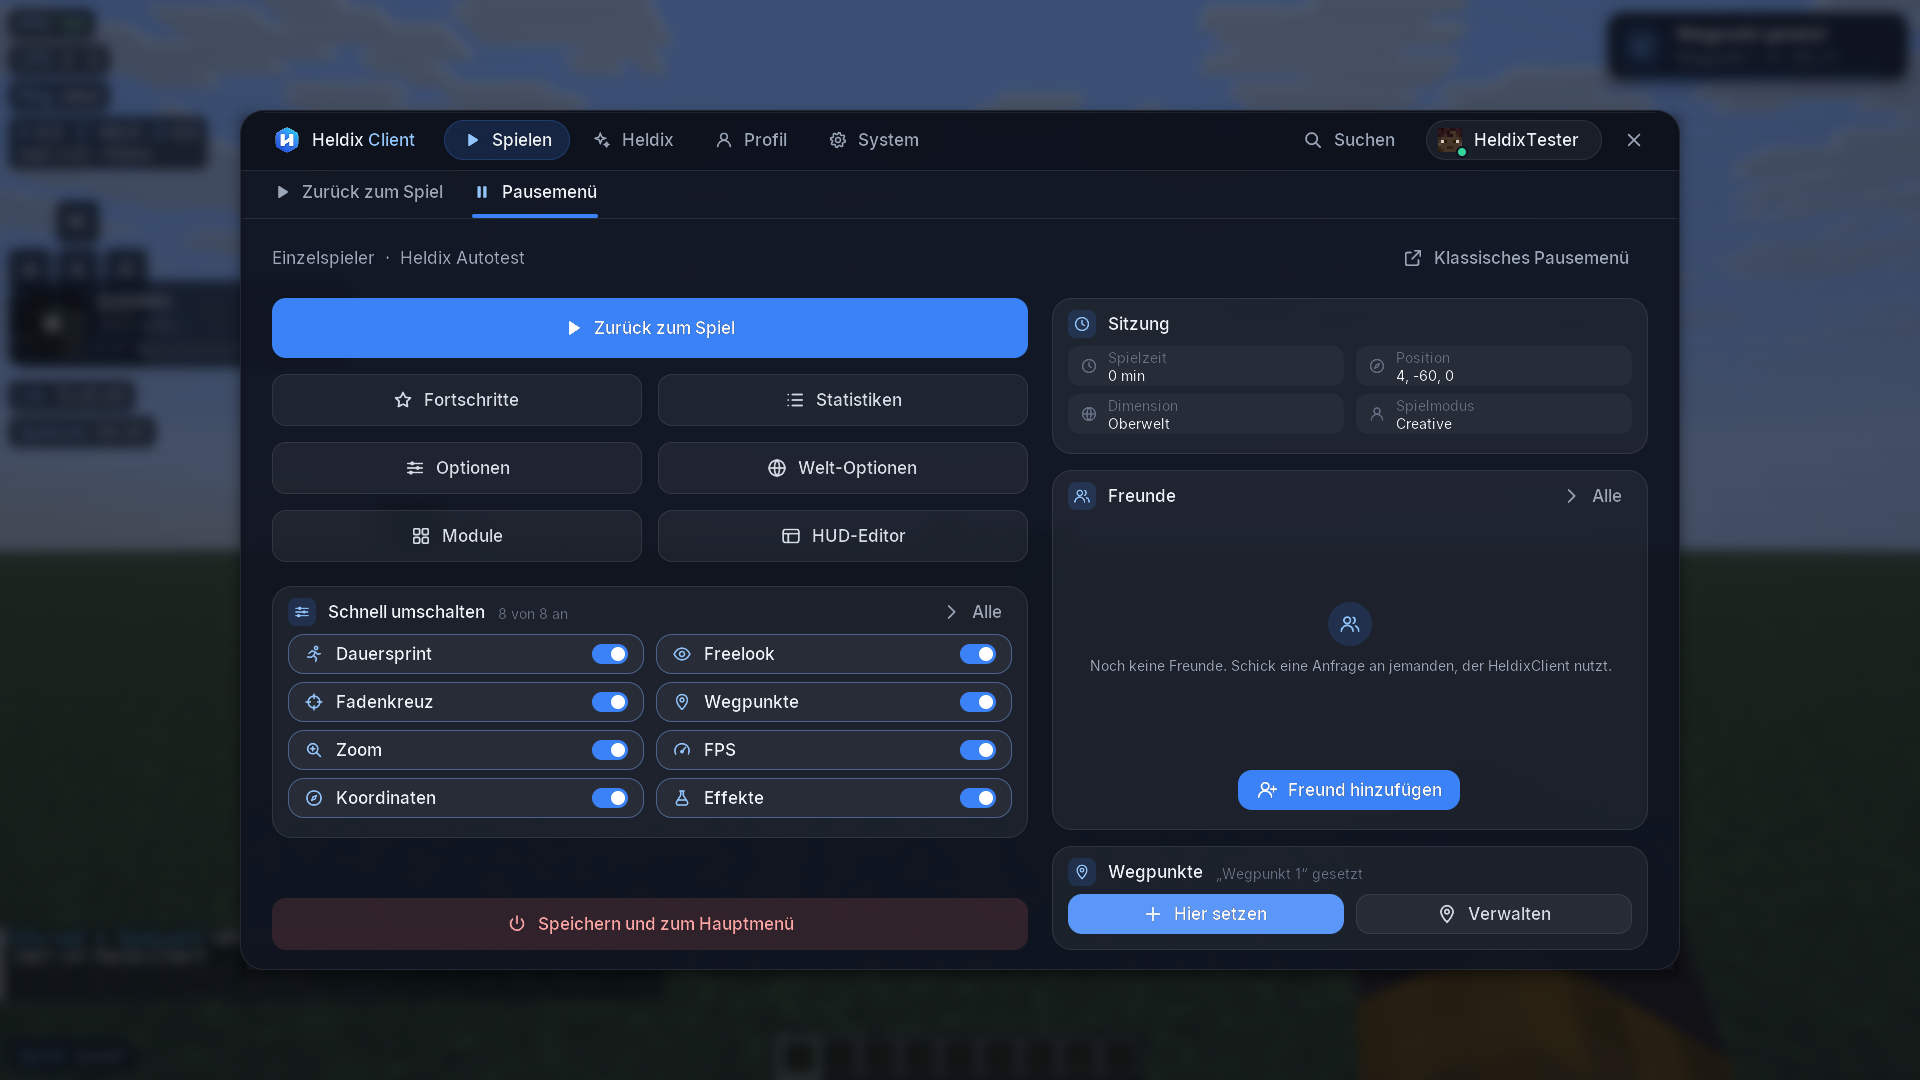 Heldix Client
Spielen
Heldix
Profil
System
Suchen
HeldixTester
Zurück zum Spiel
Pausemenü
Einzelspieler · Heldix Autotest
Klassisches Pausemenü
Zurück zum Spiel
Fortschritte
Statistiken
Optionen
Welt-Optionen
Module
HUD-Editor
Schnell umschalten 8 von 8 an
Alle
Dauersprint
Freelook
Fadenkreuz
Wegpunkte
Zoom
FPS
Koordinaten
Effekte
Speichern und zum Hauptmenü
Sitzung
Spielzeit
0 min
Position
4, -60, 0
Dimension
Oberwelt
Spielmodus
Creative
Freunde
Alle
Noch keine Freunde. Schick eine Anfrage an jemanden, der HeldixClient nutzt.
Freund hinzufügen
Wegpunkte „Wegpunkt 1“ gesetzt
Hier setzen
Verwalten